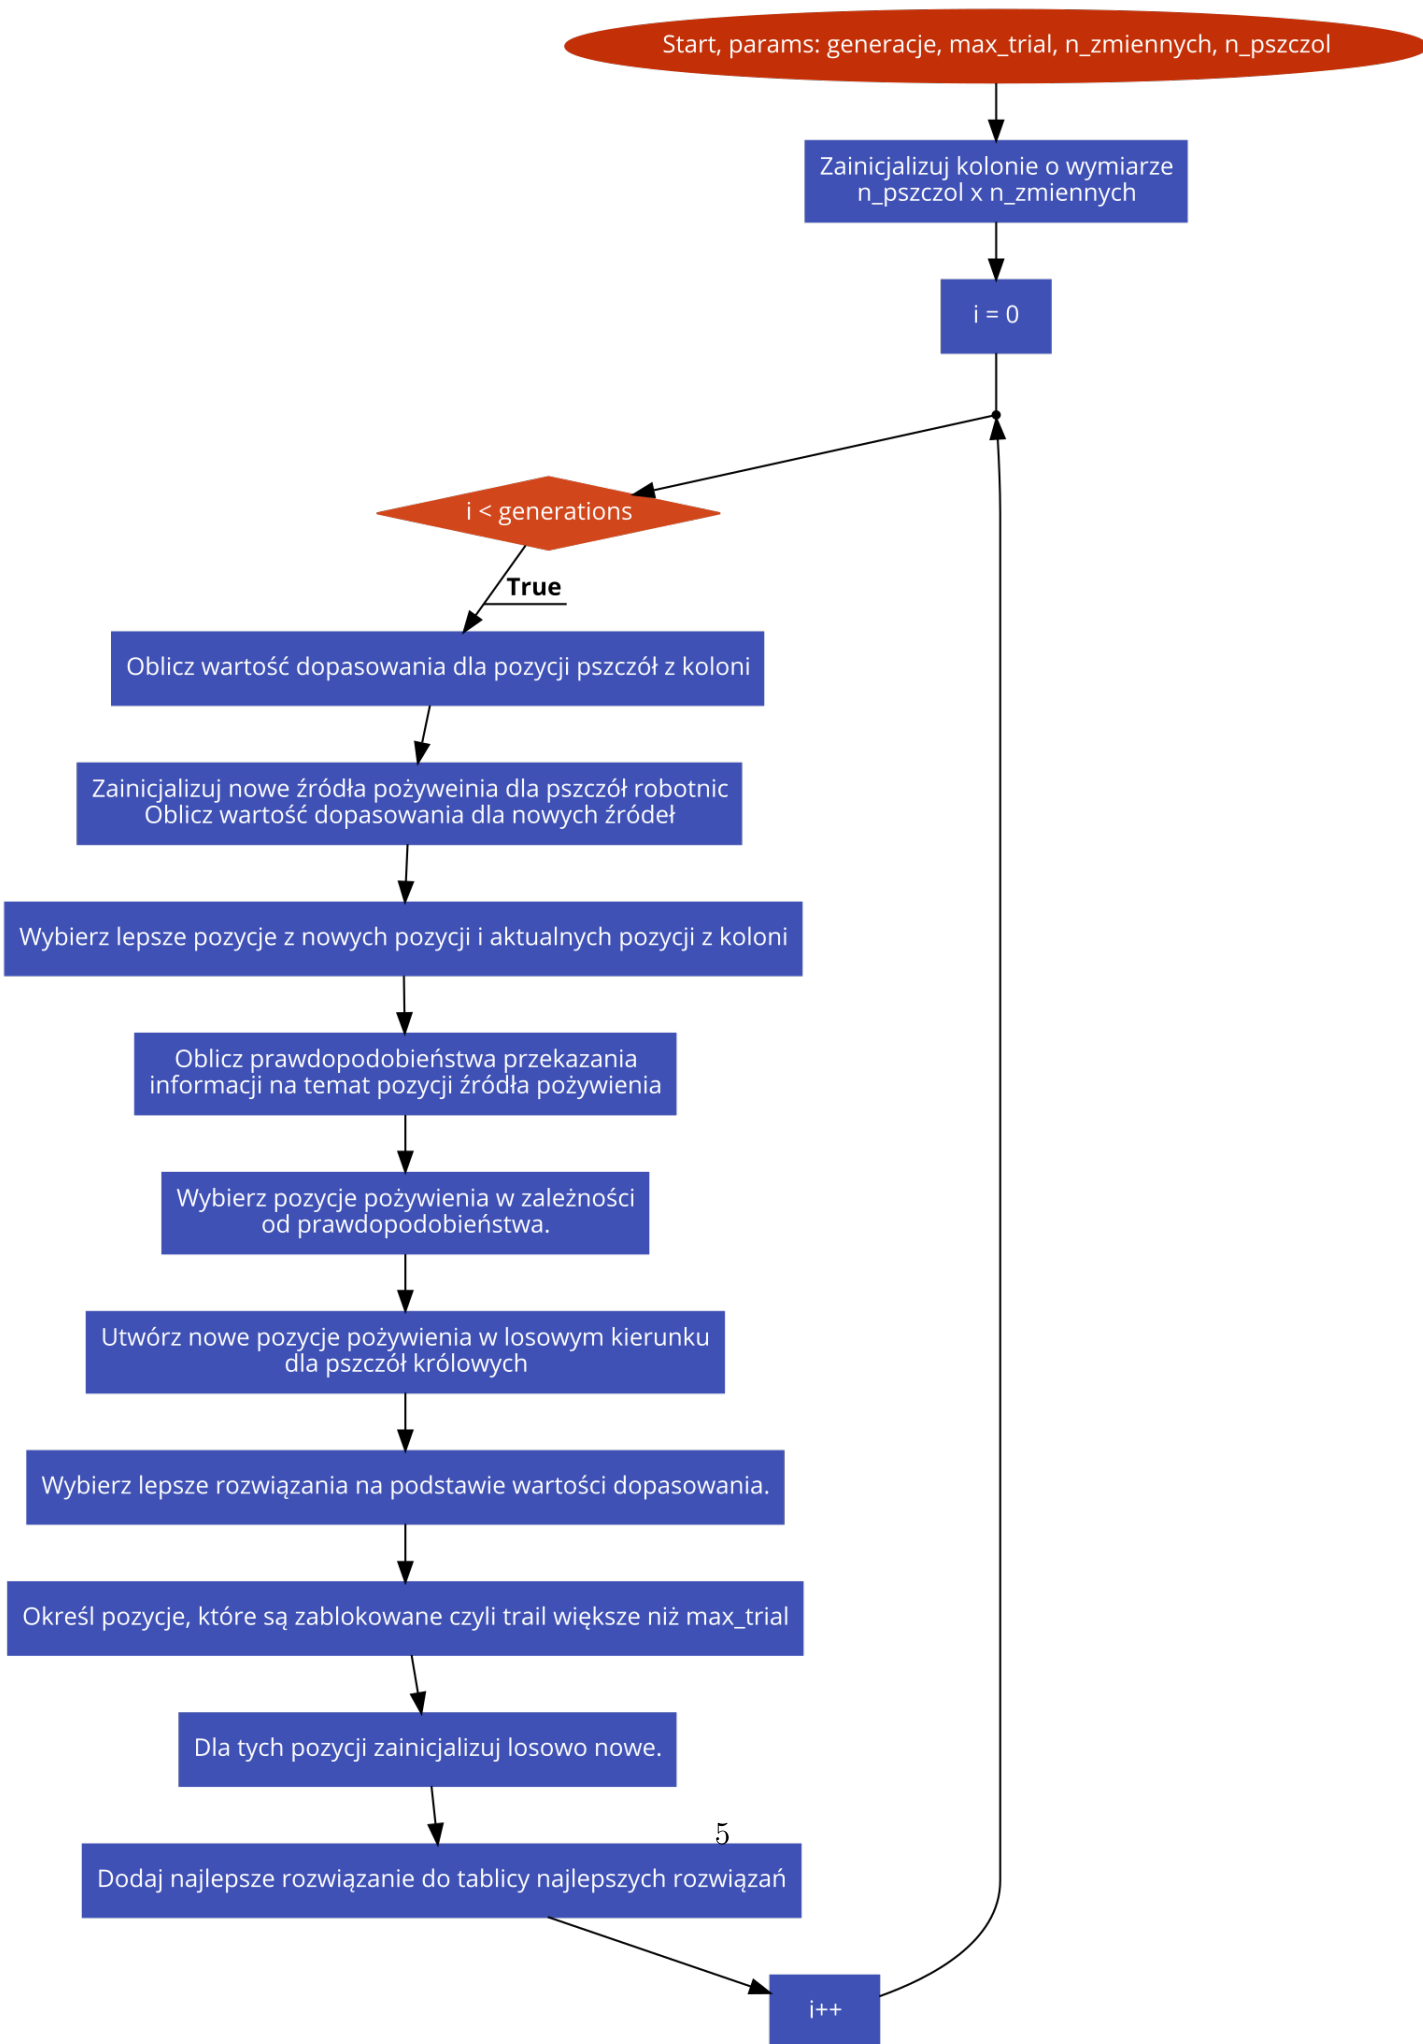 Start, params: generacje, max_trial, n_zmiennych, n_pszczol
Zainicjalizuj kolonie o wymiarze
n_pszczol x n_zmiennych
i = 0
i < generations
True
Oblicz wartość dopasowania dla pozycji pszczół z koloni
Zainicjalizuj nowe źródła pożyweinia dla pszczół robotnic
Oblicz wartość dopasowania dla nowych źródeł
Wybierz lepsze pozycje z nowych pozycji i aktualnych pozycji z koloni
Oblicz prawdopodobieństwa przekazania
informacji na temat pozycji źródła pożywienia
Wybierz pozycje pożywienia w zależności
od prawdopodobieństwa.
Utwórz nowe pozycje pożywienia w losowym kierunku
dla pszczół królowych
Wybierz lepsze rozwiązania na podstawie wartości dopasowania.
Określ pozycje, które są zablokowane czyli trail większe niż max_trial
Dla tych pozycji zainicjalizuj losowo nowe.
5
Dodaj najlepsze rozwiązanie do tablicy najlepszych rozwiązań
i++